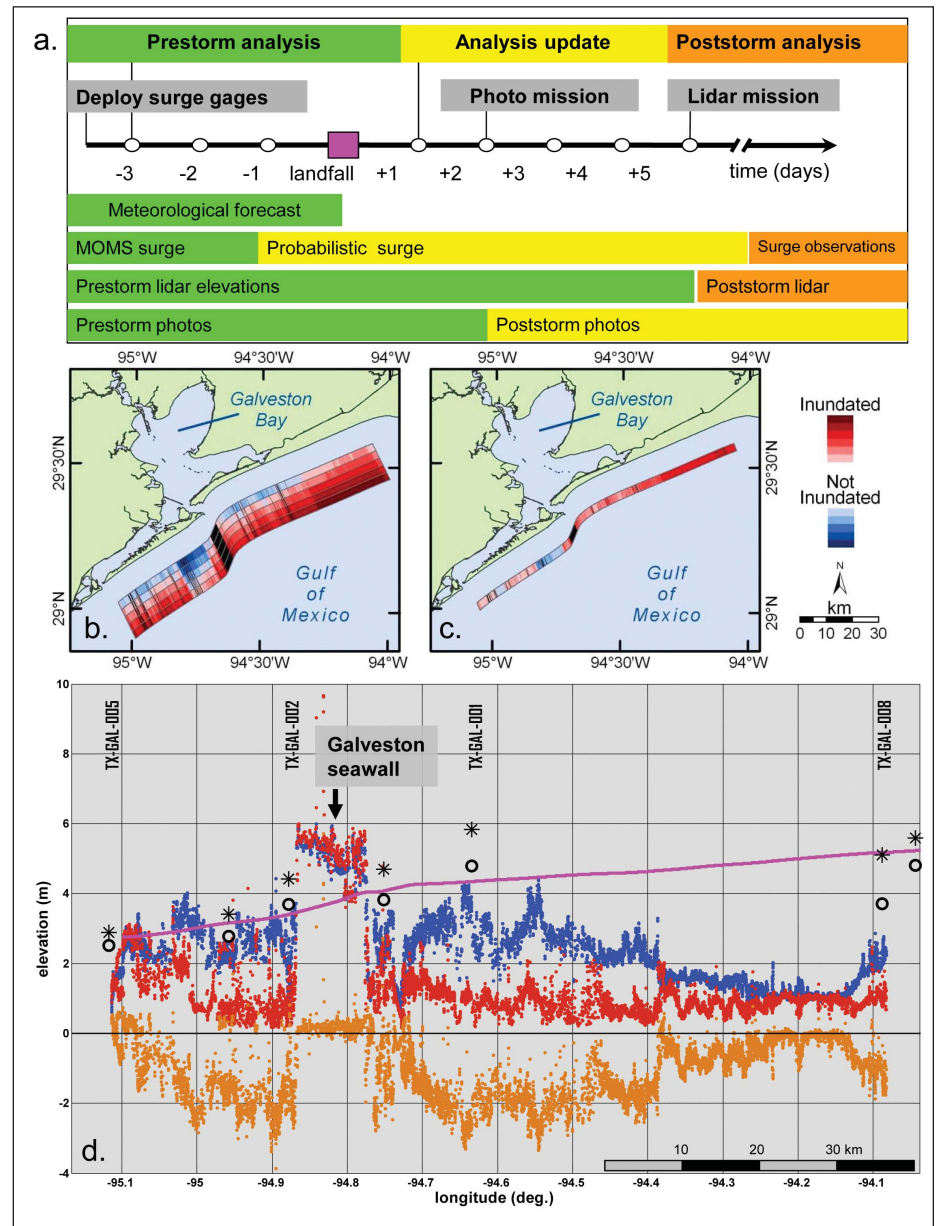 a.
Prestorm analysis
Analysis update
Poststorm analysis
Deploy surge gages
Photo mission
Lidar mission
-3 -2 -1 landfall +1 +2 +3 +4 +5 time (days)
Meteorological forecast
MOMS surge
Probabilistic surge
Surge observations
Prestorm lidar elevations
Poststorm lidar
Prestorm photos
Poststorm photos
95°W 94°30'W 94°W
95°W 94°30'W 94°W
Galveston
Bay
Galveston
Bay
29°30'N
29°30'N
Gulf
of
Mexico
Gulf
of
Mexico
29°N
29°N
b.
c.
95°W 94°30'W 94°W
95°W 94°30'W 94°W
Inundated
Not
Inundated
N
km
0 10 20 30
10
8
6
4
2
0
-2
-4
elevation (m)
TX-GAL-005
TX-GAL-002
TX-GAL-001
TX-GAL-008
Galveston
seawall
d.
10 20 30 km
-95.1 -95 -94.9 -94.8 -94.7 -94.6 -94.5 -94.4 -94.3 -94.2 -94.1
longitude (deg.)